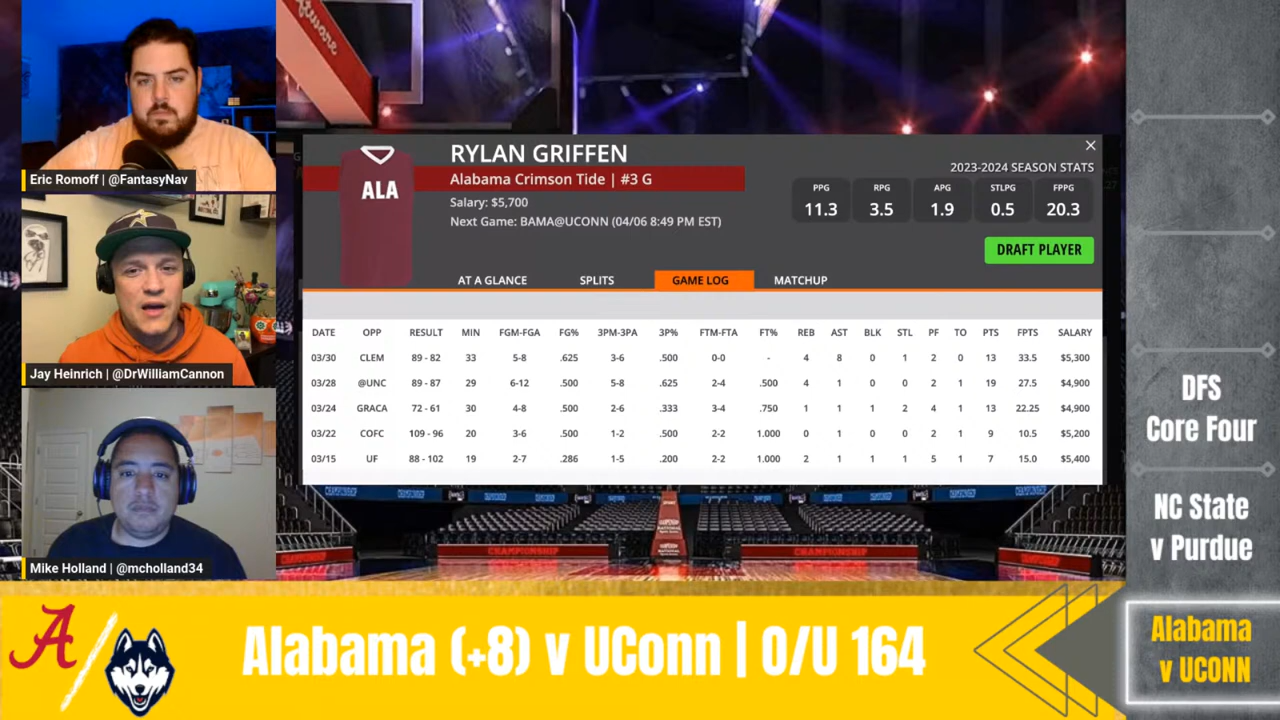 Eric Romoff | @FantasyNav
Jay Heinrich | @DrWilliamCannon
Mike Holland | @mcholland34
ALA
RYLAN GRIFFEN
Alabama Crimson Tide | #3 G
Salary: $5,700
Next Game: BAMA@UCONN (04/06 8:49 PM EST)
2023-2024 SEASON STATS
PPG RPG APG STLPG FPPG
11.3 3.5 1.9 0.5 20.3
DRAFT PLAYER
AT A GLANCE SPLITS GAME LOG MATCHUP
DATE OPP RESULT MIN FGM-FGA FG% 3PM-3PA 3P% FTM-FTA FT% REB AST BLK STL PF TO PTS FPTS SALARY
03/30 CLEM 89 - 82 33 5-8 .625 3-6 .500 0-0 - 4 8 0 1 2 0 13 33.5 $5,300
03/28 @UNC 89 - 87 29 6-12 .500 5-8 .625 2-4 .500 4 1 0 0 2 1 19 27.5 $4,900
03/24 GRACA 72 - 61 30 4-8 .500 2-6 .333 3-4 .750 1 1 1 2 4 1 13 22.25 $4,900
03/22 COFC 109 - 96 20 3-6 .500 1-2 .500 2-2 1.000 0 1 0 0 2 1 9 10.5 $5,200
03/15 UF 88 - 102 19 2-7 .286 1-5 .200 2-2 1.000 2 1 1 1 5 1 7 15.0 $5,400
CHAMPIONSHIP
CHAMPIONSHIP
DFS
Core Four
NC State
v Purdue
Alabama
v UCONN
A
Alabama (+8) v UConn | O/U 164